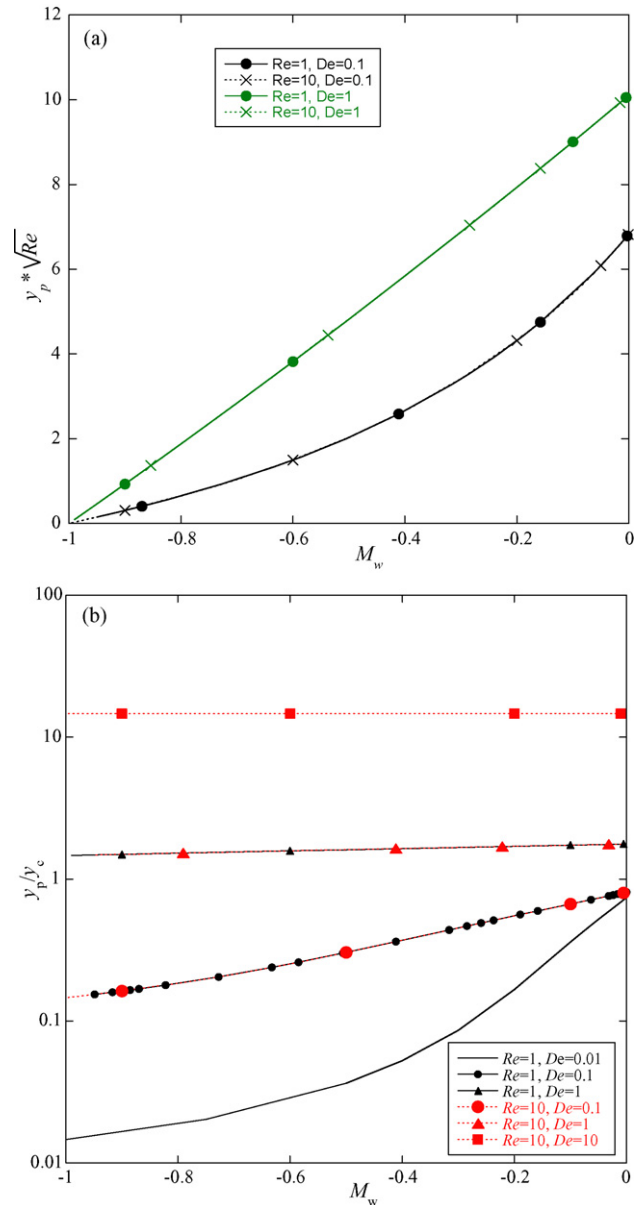 (a)
Re=1, De=0.1
Re=10, De=0.1
Re=1, De=1
Re=10, De=1
12
10
8
6
4
2
0
y_p * √Re
-1 -0.8 -0.6 -0.4 -0.2 0
M_w
(b)
100
10
1
0.1
0.01
y_p/y_c
Re=1, De=0.01
Re=1, De=0.1
Re=1, De=1
Re=10, De=0.1
Re=10, De=1
Re=10, De=10
-1 -0.8 -0.6 -0.4 -0.2 0
M_w